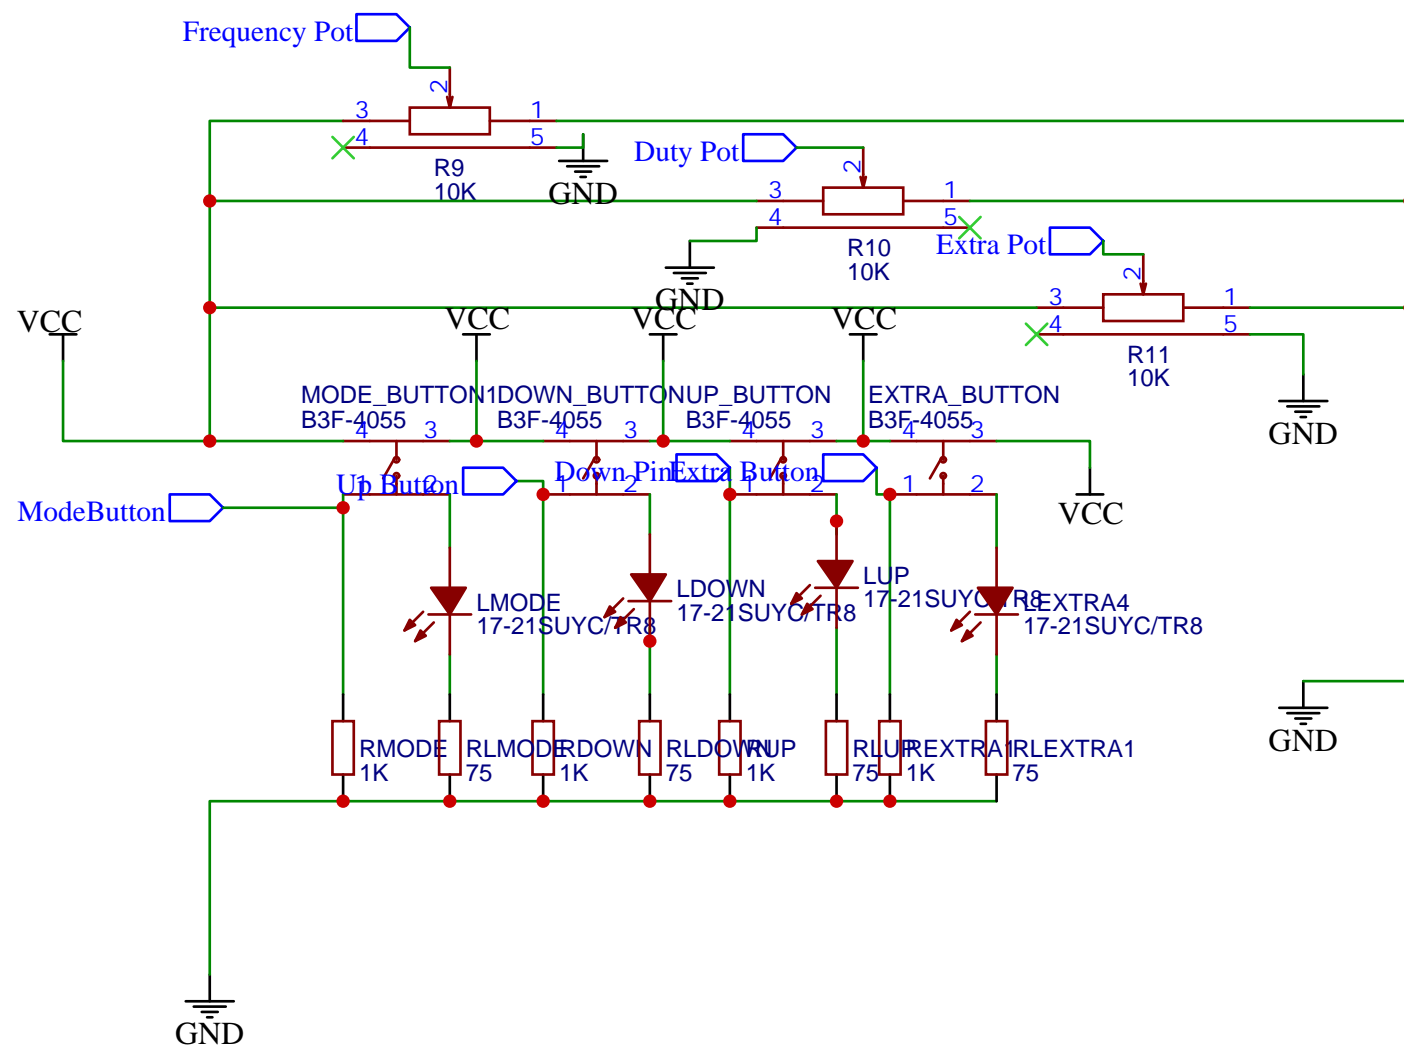 Frequency Pot
2
3
1
4
5
R9
10K
GND
Duty Pot
2
3
1
4
5
R10
10K
GND
Extra Pot
2
3
1
4
5
R11
10K
GND
VCC
VCC
VCC
VCC
MODE_BUTTON1
B3F-4055
DOWN_BUTTON
B3F-4055
UP_BUTTON
B3F-4055
EXTRA_BUTTON
B3F-4055
4
3
4
3
4
3
4
3
1
2
1
2
1
2
1
2
ModeButton
Up Button
Down Pin
Extra Button
VCC
LMODE
17-21SUYC/TR8
LDOWN
17-21SUYC/TR8
LUP
17-21SUYC/TR8
LEXTRA4
17-21SUYC/TR8
RMODE
1K
RLMODE
75
RDOWN
1K
RLDOWN
75
RUP
1K
RLUP
75
REXTRA1
1K
RLEXTRA1
75
GND
GND